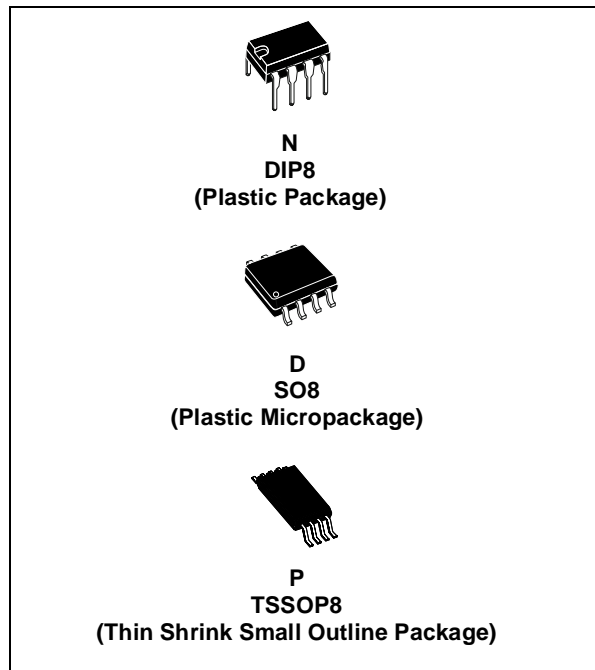 N
DIP8
(Plastic Package)
D
SO8
(Plastic Micropackage)
P
TSSOP8
(Thin Shrink Small Outline Package)